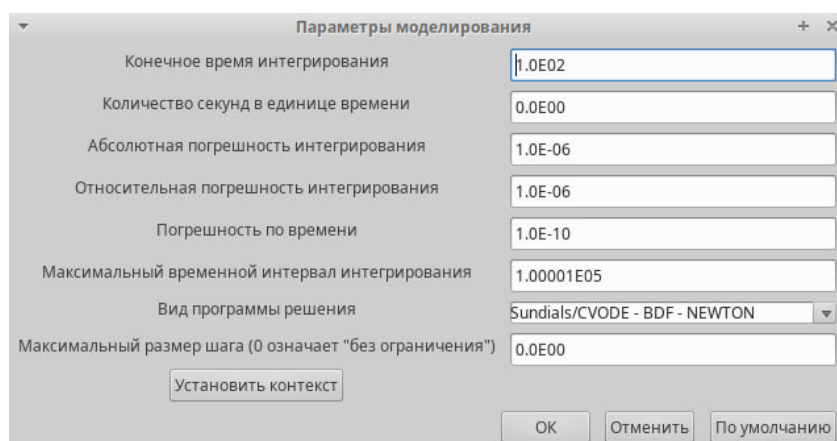 Параметры моделирования
Конечное время интегрирования 1.0E02
Количество секунд в единице времени 0.0E00
Абсолютная погрешность интегрирования 1.0E-06
Относительная погрешность интегрирования 1.0E-06
Погрешность по времени 1.0E-10
Максимальный временной интервал интегрирования 1.00001E05
Вид программы решения Sundials/CVODE - BDF - NEWTON
Максимальный размер шага (0 означает "без ограничения") 0.0E00
Установить контекст
OK Отменить По умолчанию